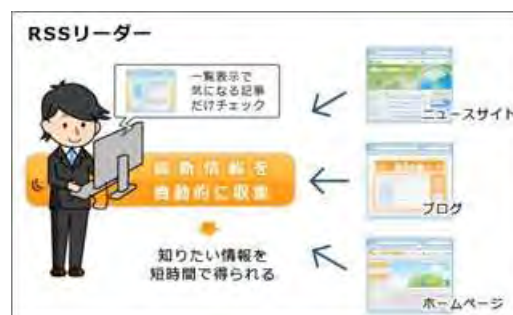 RSSリーダー
一覧表示で
気になる記事
だけチェック
ニュースサイト
最新情報を
自動的に収集
ブログ
知りたい情報を
短時間で得られる
ホームページ